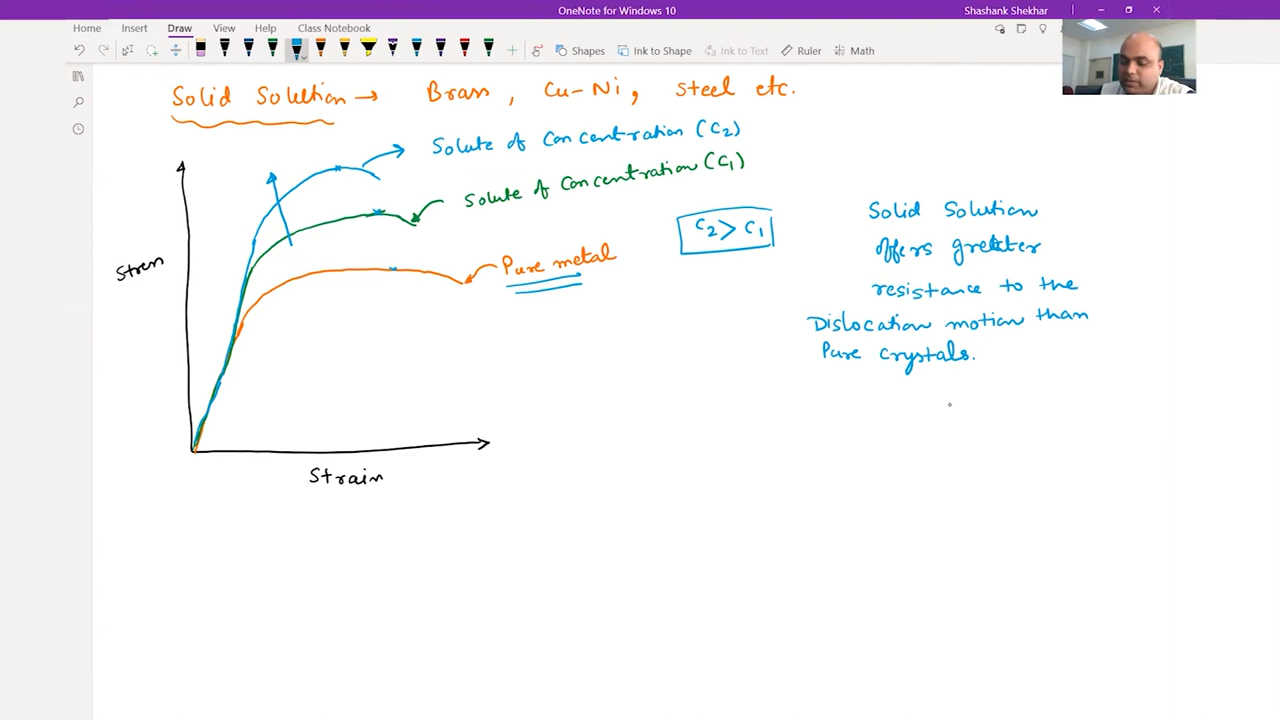 OneNote for Windows 10
Shashank Shekhar
Home Insert Draw View Help Class Notebook
Shapes Ink to Shape Ink to Text Ruler Math
Solid Solution → Brass, Cu-Ni, steel etc.
Solute of Concentration (C2)
Solute of Concentration (C1)
C2 > C1
Pure metal
Stress
Strain
Solid Solution
offers greater
resistance to the
Dislocation motion than
Pure crystals.